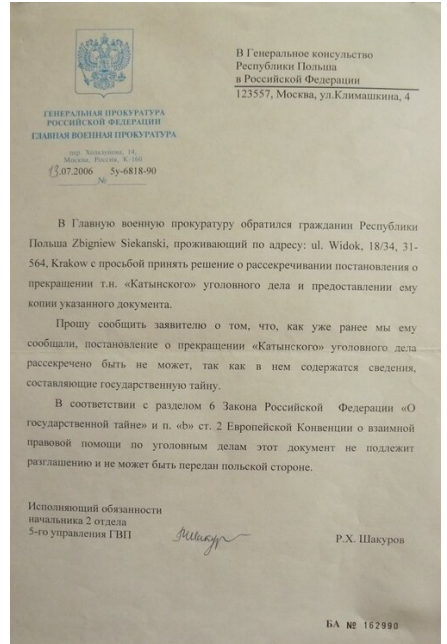 В Генеральное консульство
Республики Польша
в Российской Федерации
123557, Москва, ул.Климашкина, 4
ГЕНЕРАЛЬНАЯ ПРОКУРАТУРА
РОССИЙСКОЙ ФЕДЕРАЦИИ
ГЛАВНАЯ ВОЕННАЯ ПРОКУРАТУРА
пер. Хользунова, 14,
Москва, Россия, К-160
13.07.2006 5у-6818-90
№
В Главную военную прокуратуру обратился гражданин Республики
Польша Zbigniew Siekanski, проживающий по адресу: ul. Widok, 18/34, 31-
564, Krakow с просьбой принять решение о рассекречивании постановления о
прекращении т.н. «Катынского» уголовного дела и предоставлении ему
копии указанного документа.
Прошу сообщить заявителю о том, что, как уже ранее мы ему
сообщали, постановление о прекращении «Катынского» уголовного дела
рассекречено быть не может, так как в нем содержатся сведения,
составляющие государственную тайну.
В соответствии с разделом 6 Закона Российской Федерации «О
государственной тайне» и п. «b» ст. 2 Европейской Конвенции о взаимной
правовой помощи по уголовным делам этот документ не подлежит
разглашению и не может быть передан польской стороне.
Исполняющий обязанности
начальника 2 отдела
5-го управления ГВП
Р.Х. Шакуров
БА № 162990